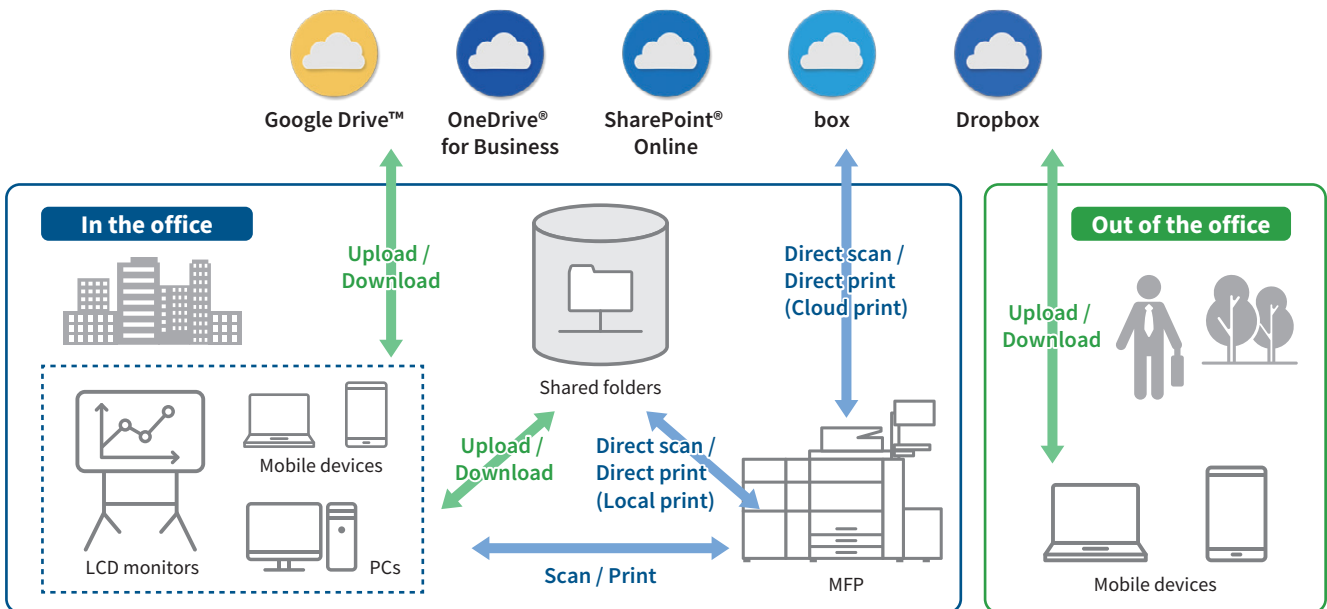 Google Drive™
OneDrive®
for Business
SharePoint®
Online
box
Dropbox
In the office
Upload /
Download
Shared folders
Direct scan /
Direct print
(Cloud print)
Mobile devices
LCD monitors
PCs
Upload /
Download
Direct scan /
Direct print
(Local print)
Scan / Print
MFP
Out of the office
Upload /
Download
Mobile devices